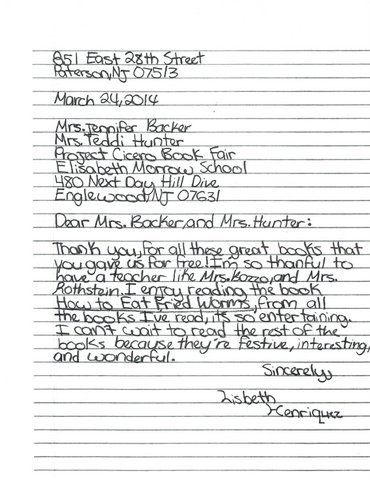 851 East 28th Street
Paterson, NJ 07513
March 24, 2014
Mrs. Jennifer Backer
Mrs. Teddi Hunter
Project Cicero Book Fair
Elisabeth Morrow School
480 Next Day Hill Dive
Englewood, NJ 07631
Dear Mrs. Backer, and Mrs. Hunter:
Thank you, for all these great books that
you gave us for free! I'm so thanful to
have a teacher like Mrs. Bozzo, and Mrs.
Rothstein. I enjoy reading the book
How to Eat Fried Worms, from all
the books I've read, it's so entertaining.
I can't wait to read the rest of the
books because they're festive, interesting,
and wonderful.
Sincerely,
Lisbeth
Henriquez